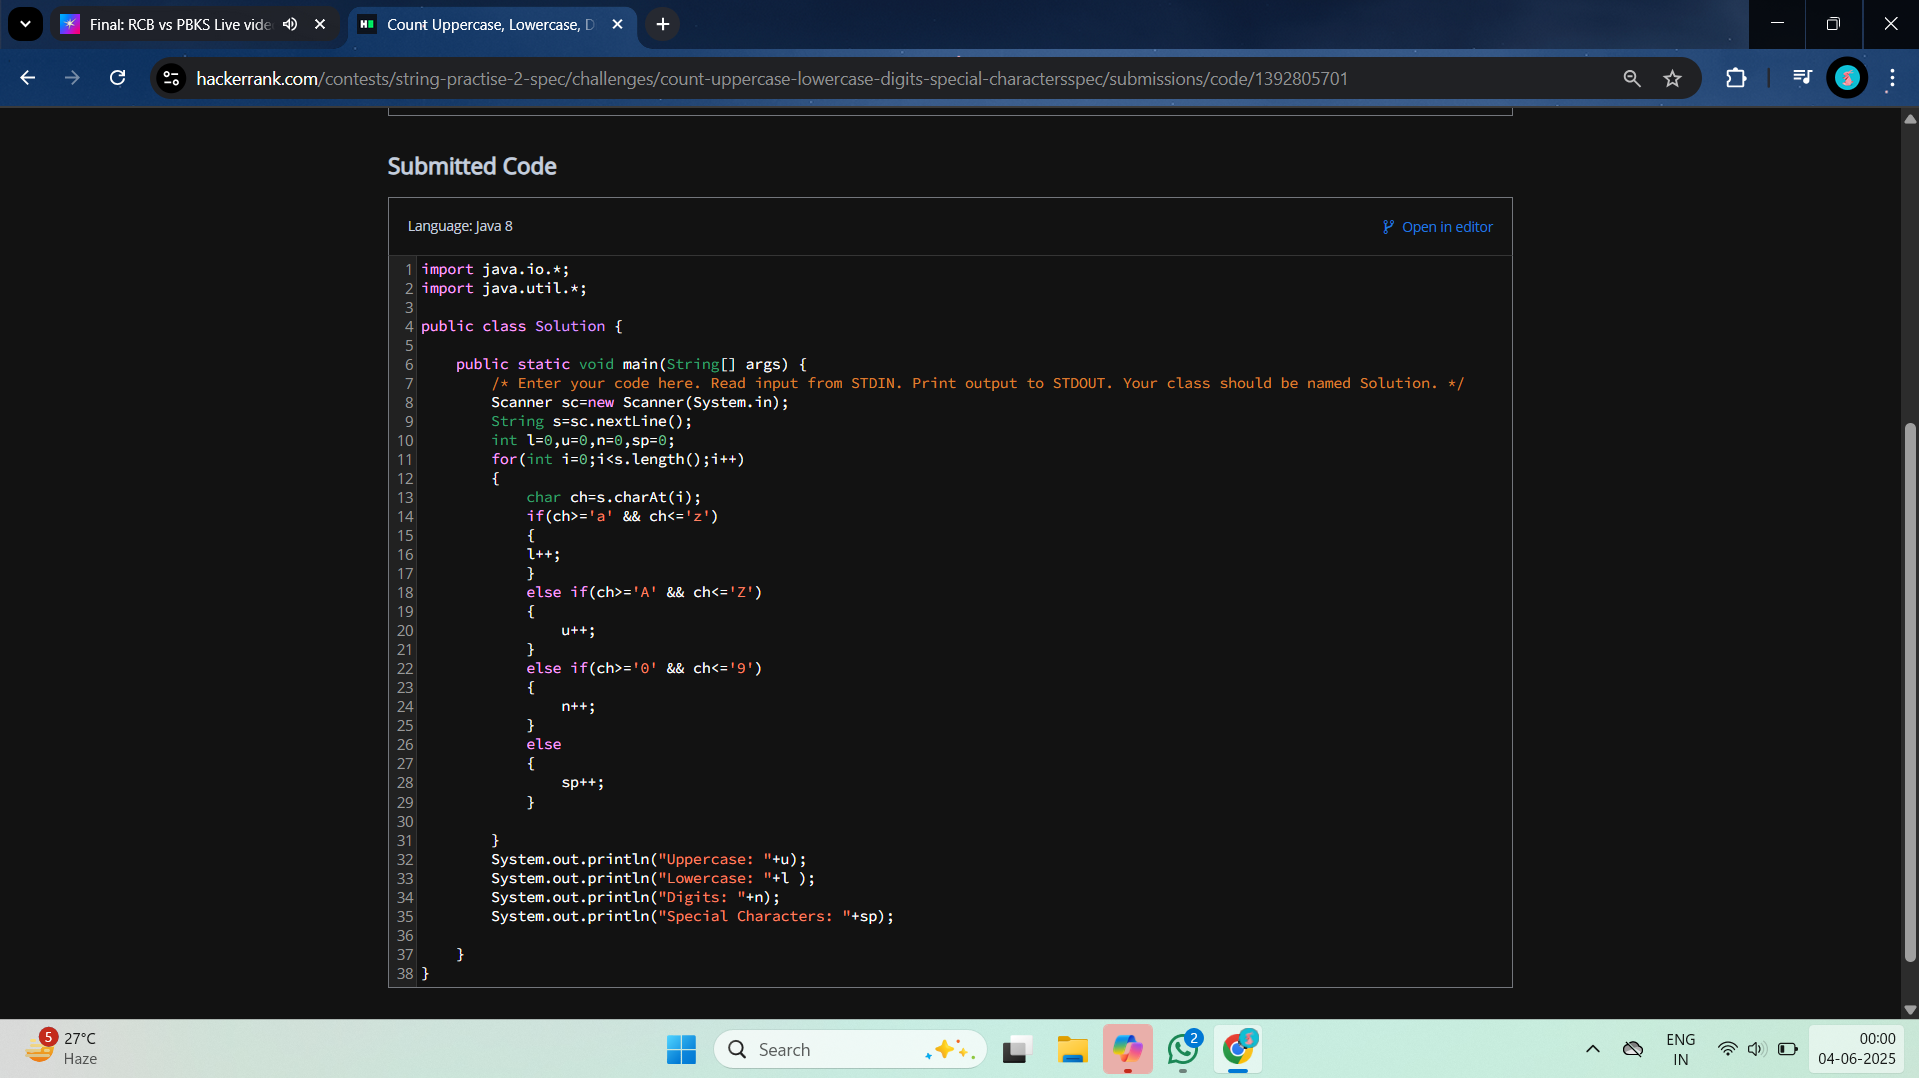 Final: RCB vs PBKS Live vide
Count Uppercase, Lowercase, D
hackerrank.com/contests/string-practise-2-spec/challenges/count-uppercase-lowercase-digits-special-charactersspec/submissions/code/1392805701
Submitted Code
Language: Java 8
Open in editor
1 import java.io.*;
2 import java.util.*;
3
4 public class Solution {
5
6     public static void main(String[] args) {
7         /* Enter your code here. Read input from STDIN. Print output to STDOUT. Your class should be named Solution. */
8         Scanner sc=new Scanner(System.in);
9         String s=sc.nextLine();
10         int l=0,u=0,n=0,sp=0;
11         for(int i=0;i<s.length();i++)
12         {
13             char ch=s.charAt(i);
14             if(ch>='a' && ch<='z')
15             {
16             l++;
17             }
18             else if(ch>='A' && ch<='Z')
19             {
20                 u++;
21             }
22             else if(ch>='0' && ch<='9')
23             {
24                 n++;
25             }
26             else
27             {
28                 sp++;
29             }
30
31         }
32         System.out.println("Uppercase: "+u);
33         System.out.println("Lowercase: "+l );
34         System.out.println("Digits: "+n);
35         System.out.println("Special Characters: "+sp);
36
37     }
38 }
5
27°C
Haze
Search
2
ENG
IN
00:00
04-06-2025